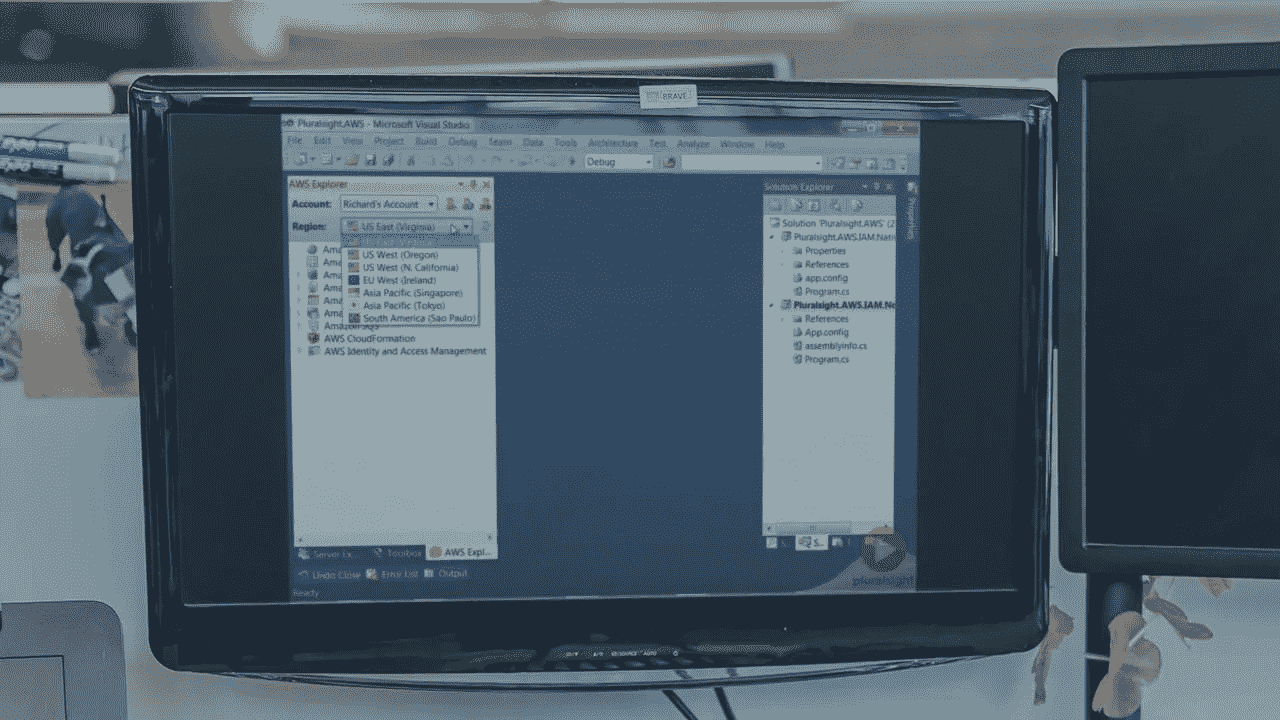 BRAVE
Pluralsight.AWS - Microsoft Visual Studio
File Edit View Project Build Debug Team Data Tools Architecture Test Analyze Window Help
Debug
AWS Explorer
Account: Richard's Account
Region: US East (Virginia)
US West (Oregon)
US West (N. California)
EU West (Ireland)
Asia Pacific (Singapore)
Asia Pacific (Tokyo)
South America (Sao Paulo)
Ama
Ama
Ama
Ama
Ama
Ama
Amazon SQS
AWS CloudFormation
AWS Identity and Access Management
Server Ex... Toolbox AWS Expl...
Undo Close Error List Output
Ready
Solution Explorer
Properties
Solution 'Pluralsight.AWS' (2
Pluralsight.AWS.IAM.Nati
Properties
References
app.config
Program.cs
Pluralsight.AWS.IAM.Ne
References
App.config
assemblyinfo.cs
Program.cs
S...
pluralsight
AUTO